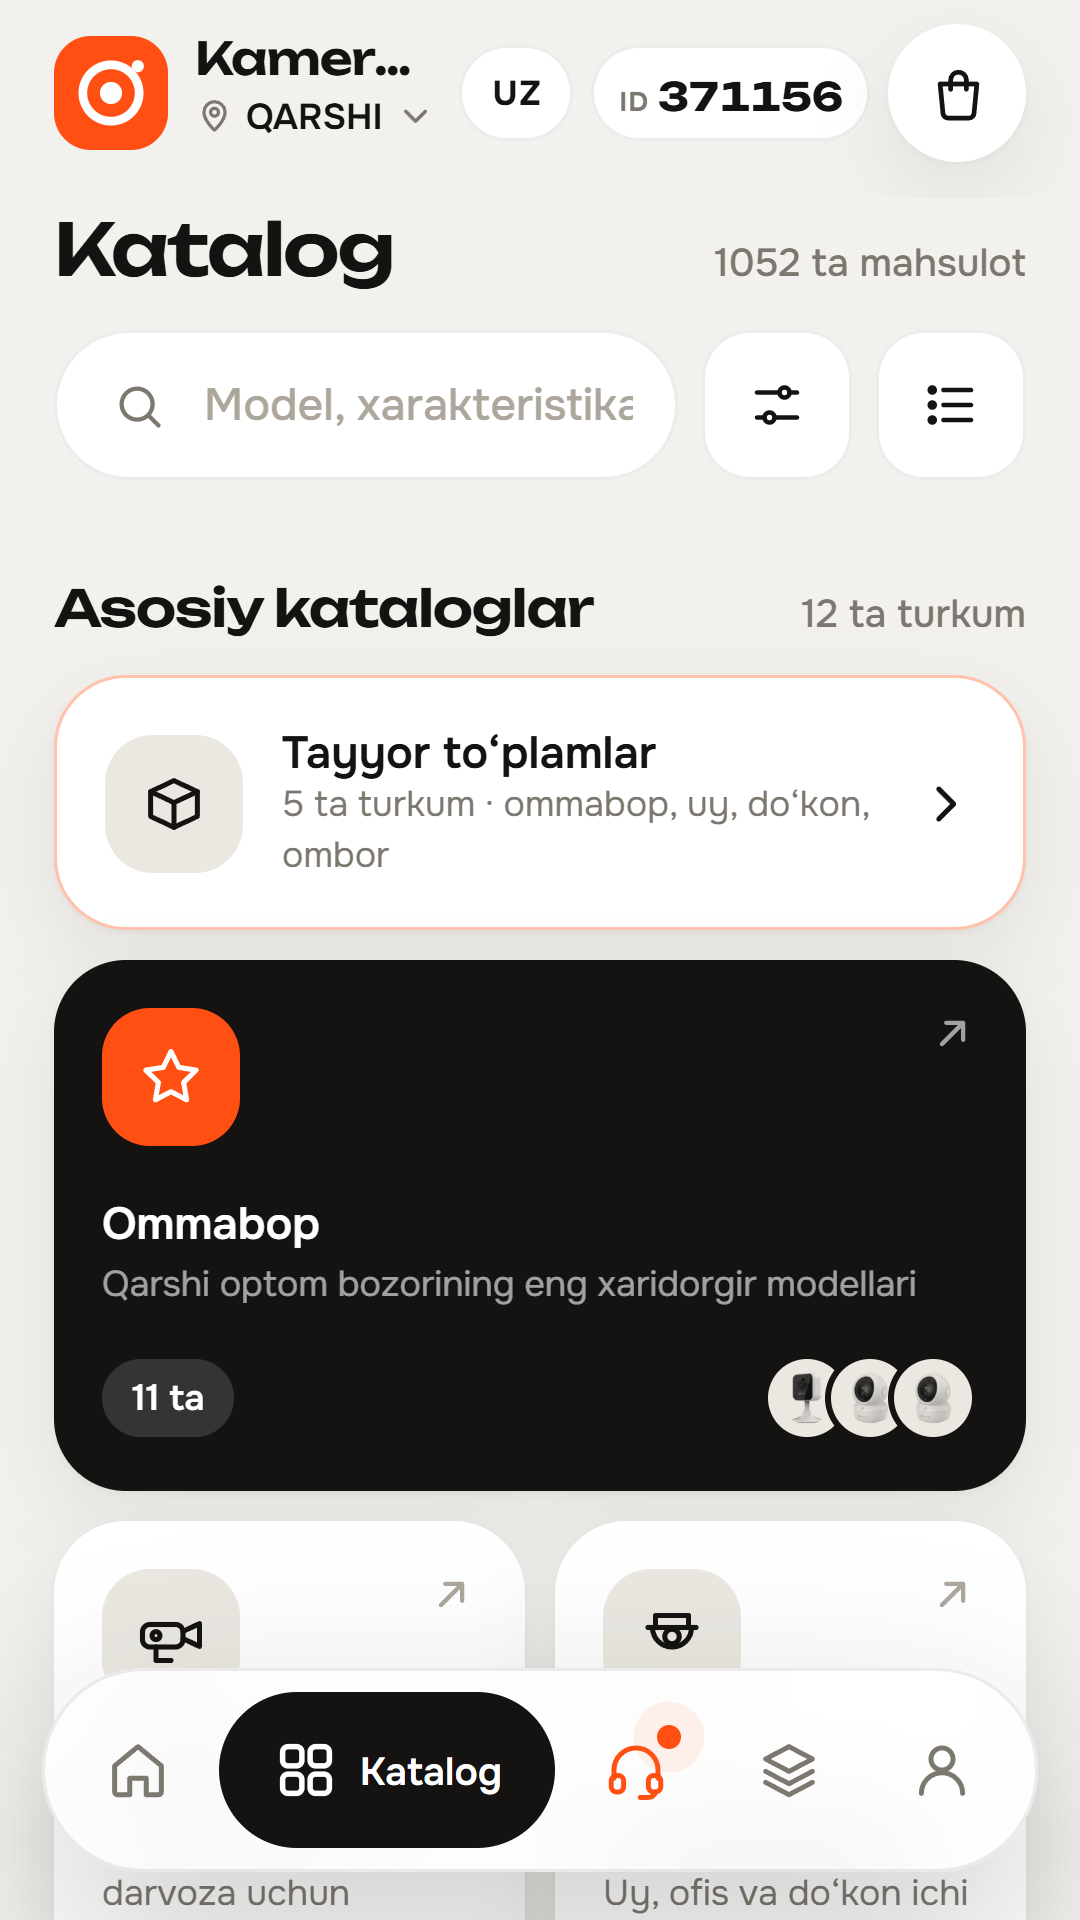 Kamer...
QARSHI
UZ
ID 371156
Katalog
1052 ta mahsulot
Model, xarakteristika
Asosiy kataloglar
12 ta turkum
Tayyor to‘plamlar
5 ta turkum · ommabop, uy, do‘kon,
ombor
Ommabop
Qarshi optom bozorining eng xaridorgir modellari
11 ta
Katalog
darvoza uchun
Uy, ofis va do‘kon ichi